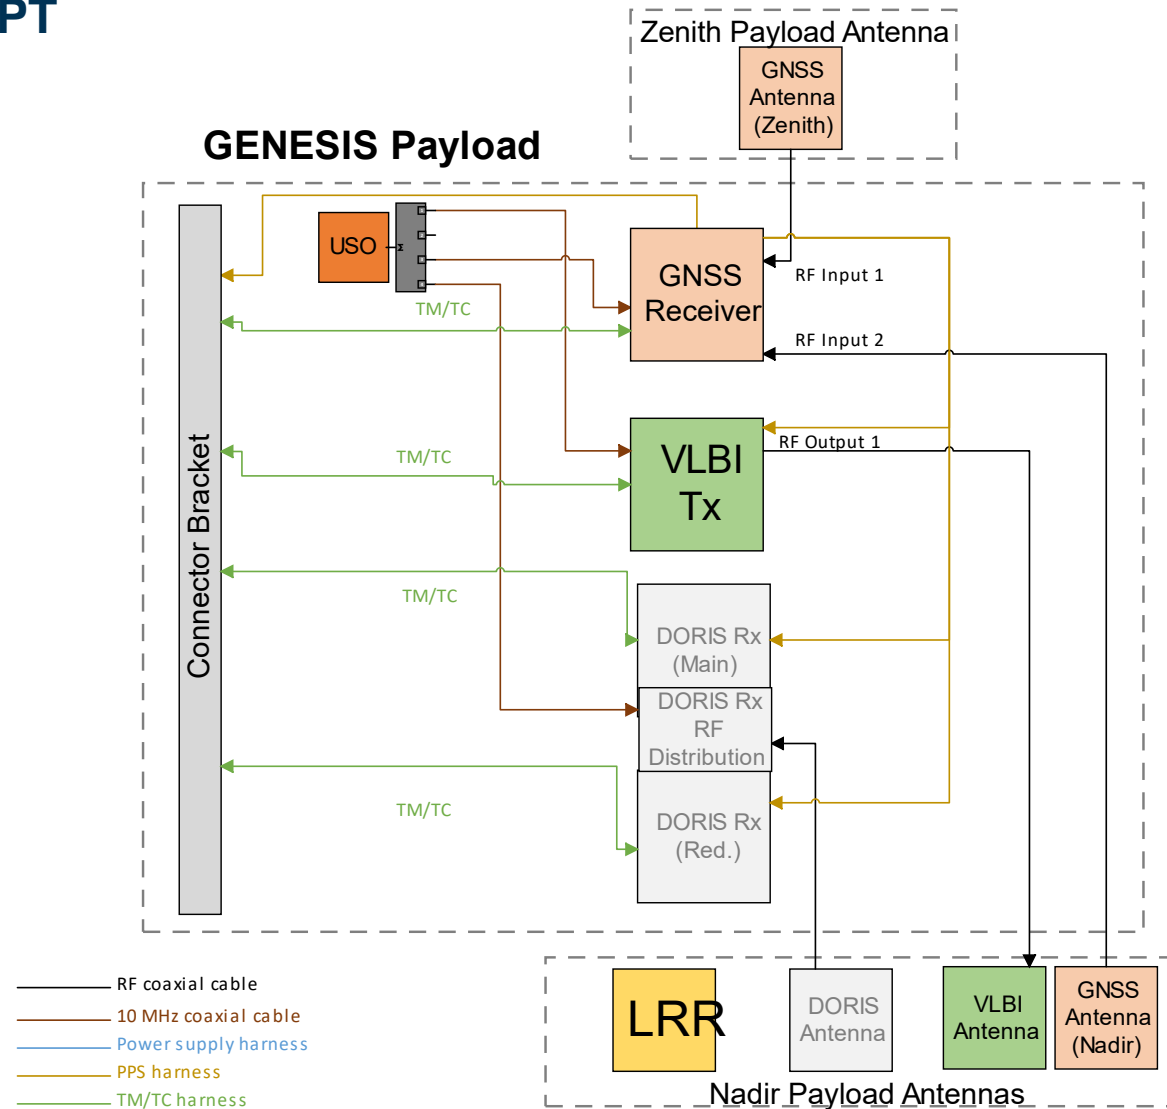 PT
Zenith Payload Antenna
GNSS
Antenna
(Zenith)
GENESIS Payload
USO
GNSS
Receiver
RF Input 1
TM/TC
RF Input 2
Connector Bracket
TM/TC
VLBI
Tx
RF Output 1
TM/TC
DORIS Rx
(Main)
DORIS Rx
RF
Distribution
TM/TC
DORIS Rx
(Red.)
RF coaxial cable
10 MHz coaxial cable
Power supply harness
PPS harness
TM/TC harness
LRR
DORIS
Antenna
VLBI
Antenna
GNSS
Antenna
(Nadir)
Nadir Payload Antennas